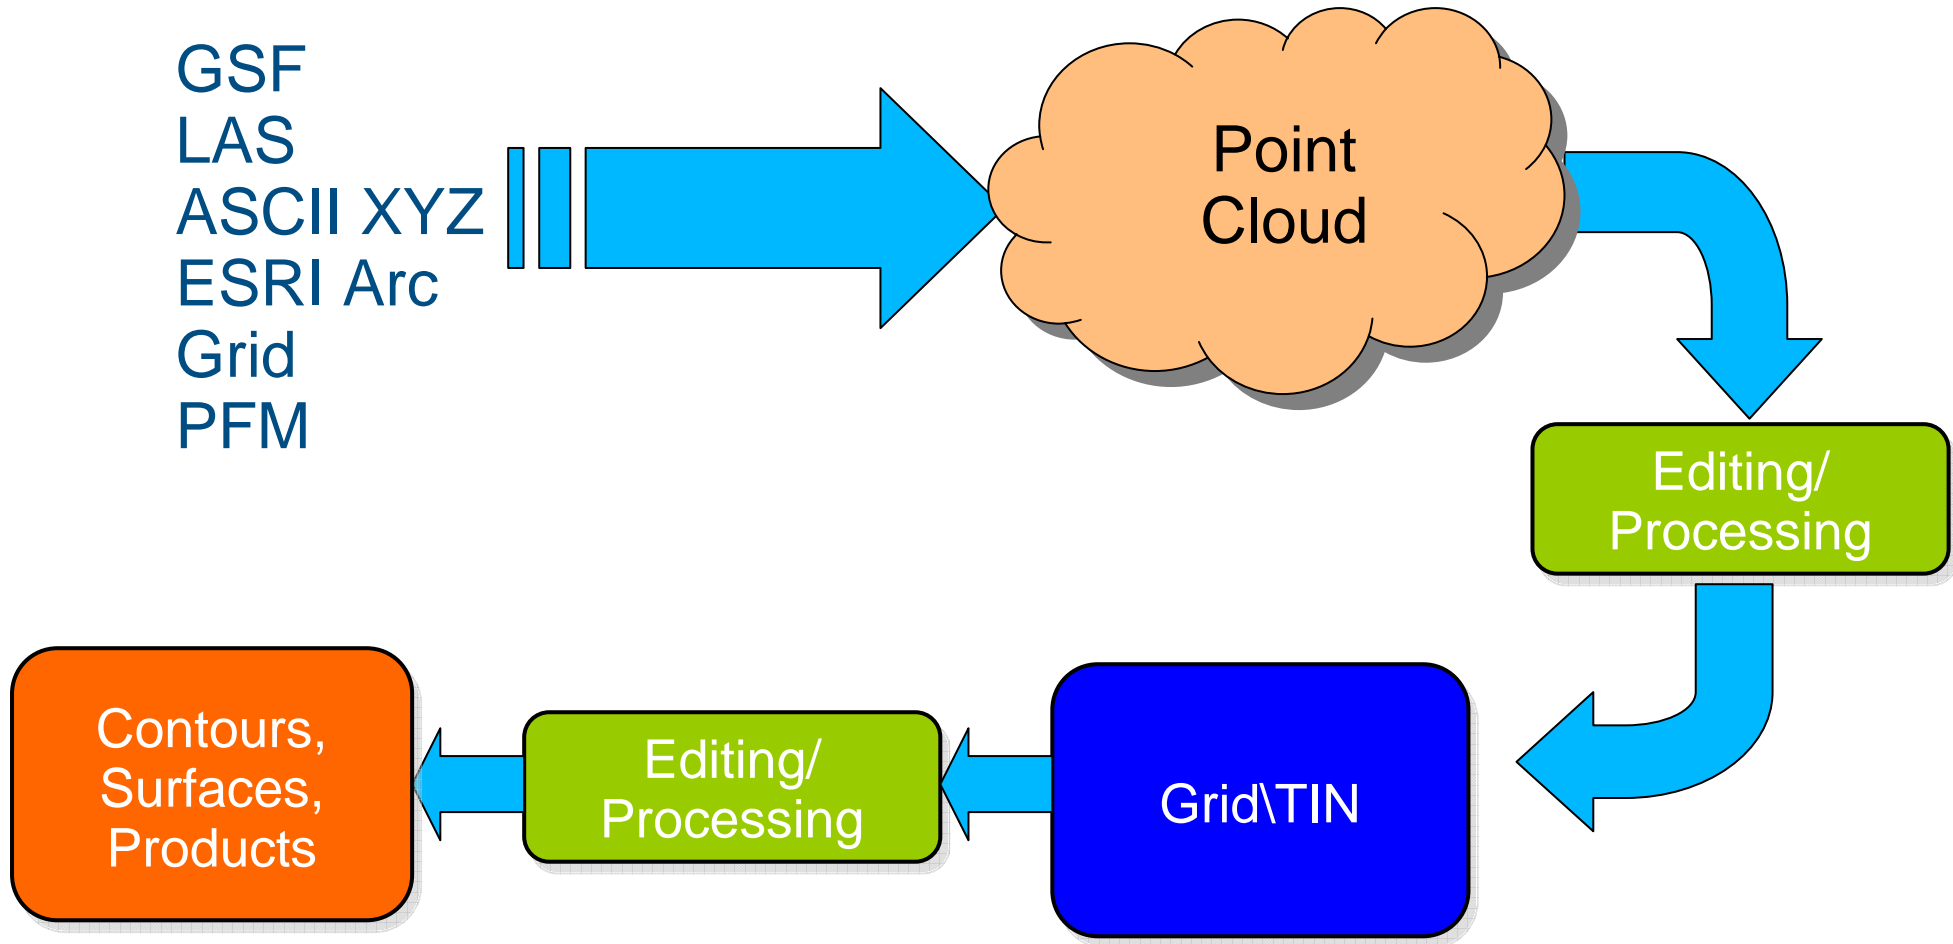 GSF
LAS
ASCII XYZ
ESRI Arc
Grid
PFM
Point
Cloud
Editing/
Processing
Grid\TIN
Editing/
Processing
Contours,
Surfaces,
Products